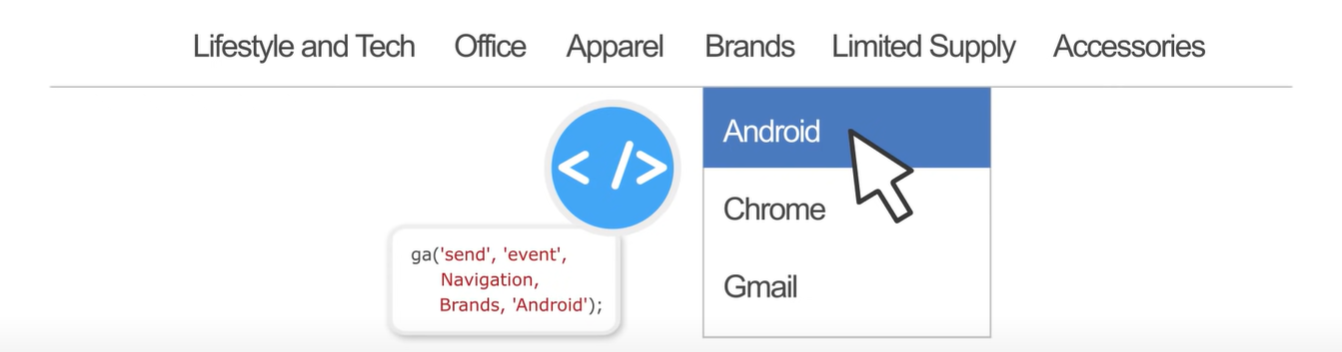 Lifestyle and Tech Office Apparel Brands Limited Supply Accessories
Android
Chrome
Gmail
</>
ga('send', 'event',
Navigation,
Brands, 'Android');